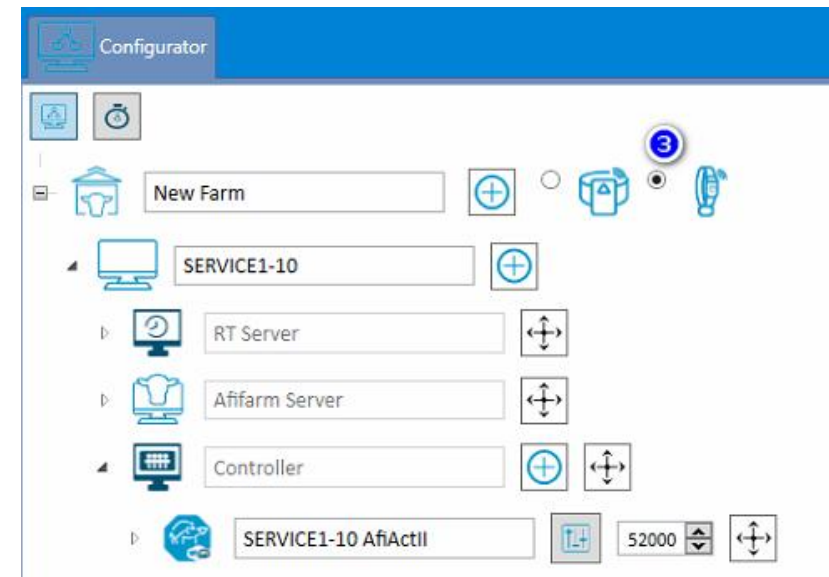 Configurator
3
New Farm
SERVICE1-10
RT Server
Afifarm Server
Controller
SERVICE1-10 AfiActII
52000